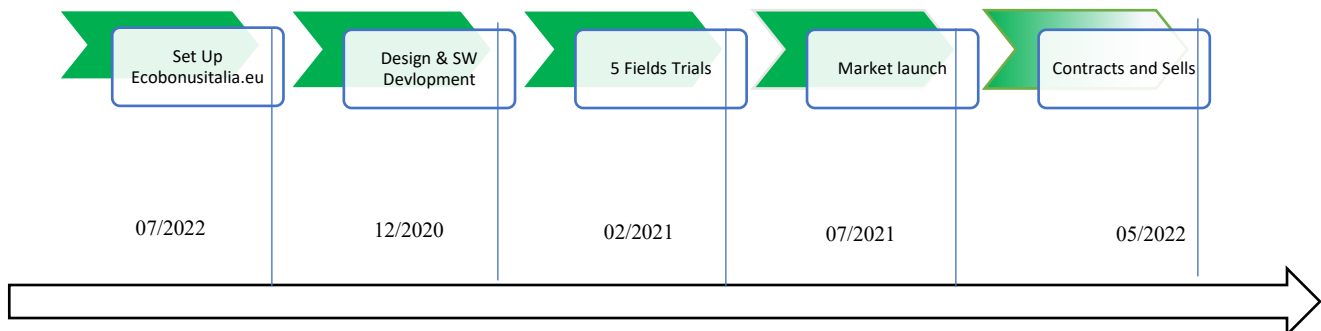 Set Up
Ecobonusitalia.eu
Design & SW
Devlopment
5 Fields Trials
Market launch
Contracts and Sells
07/2022
12/2020
02/2021
07/2021
05/2022